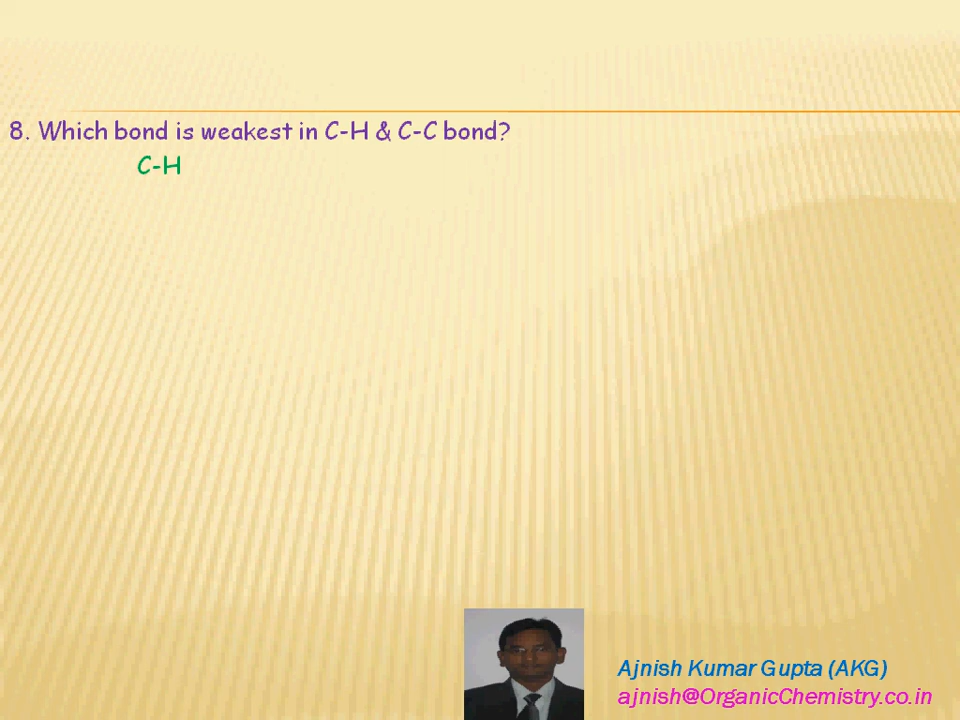 8. Which bond is weakest in C-H & C-C bond?
C-H
Ajnish Kumar Gupta (AKG)
ajnish@OrganicChemistry.co.in